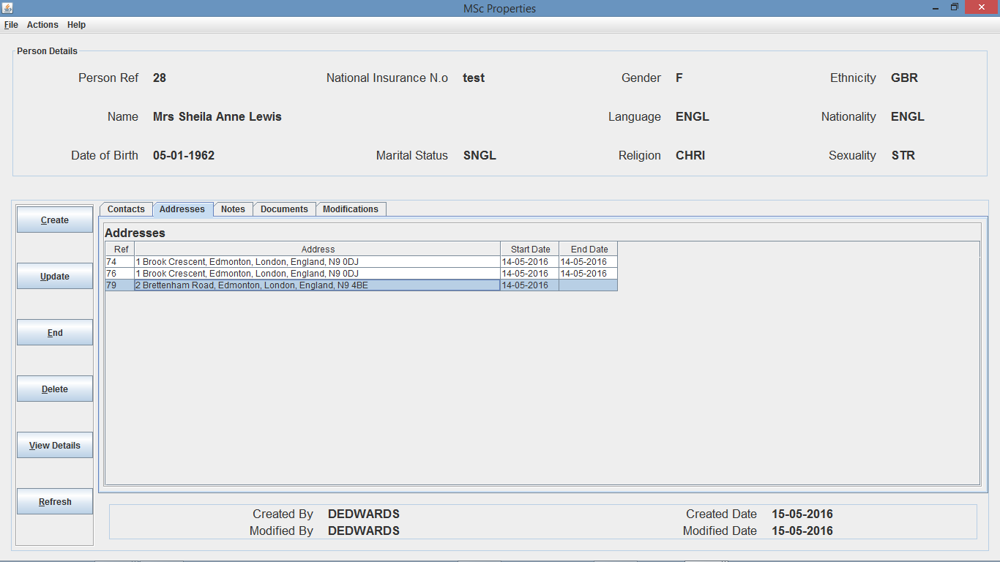 MSc Properties
File Actions Help
Person Details
Person Ref 28 National Insurance N.o test Gender F Ethnicity GBR
Name Mrs Sheila Anne Lewis Language ENGL Nationality ENGL
Date of Birth 05-01-1962 Marital Status SNGL Religion CHRI Sexuality STR
Contacts Addresses Notes Documents Modifications
Create
Update
End
Delete
View Details
Refresh
Addresses
Ref Address Start Date End Date
74 1 Brook Crescent, Edmonton, London, England, N9 0DJ 14-05-2016 14-05-2016
76 1 Brook Crescent, Edmonton, London, England, N9 0DJ 14-05-2016 14-05-2016
79 2 Brettenham Road, Edmonton, London, England, N9 4BE 14-05-2016
Created By DEDWARDS Created Date 15-05-2016
Modified By DEDWARDS Modified Date 15-05-2016